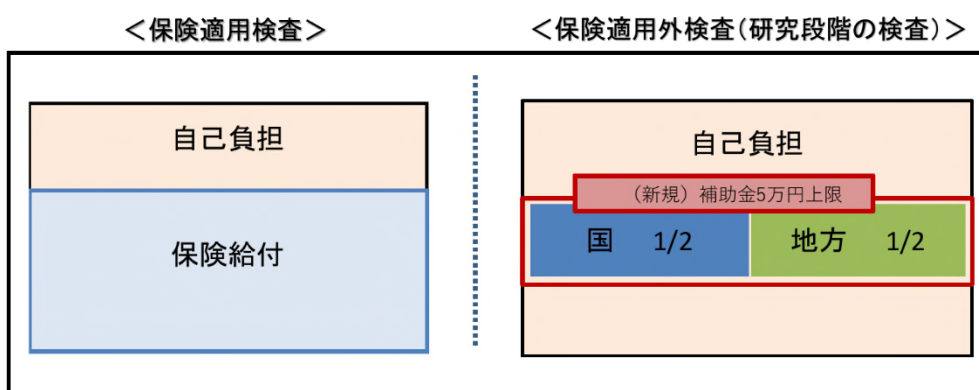 ＜保険適用検査＞
＜保険適用外検査(研究段階の検査)＞
自己負担
保険給付
自己負担
（新規）補助金5万円上限
国 1/2
地方 1/2